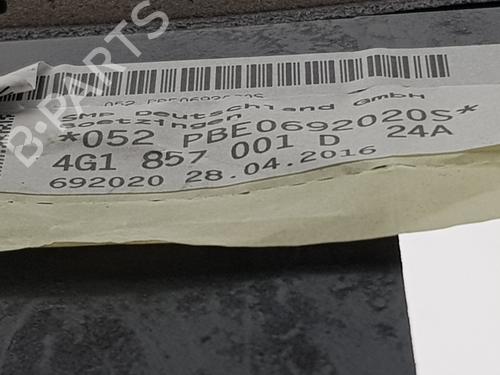 B-PARTS
052 PBE0692020S
SMP Deutschland GmbH
Boetzingen
*052 PBE0692020S*
4G1 857 001 D 24A
692020 28.04.2016